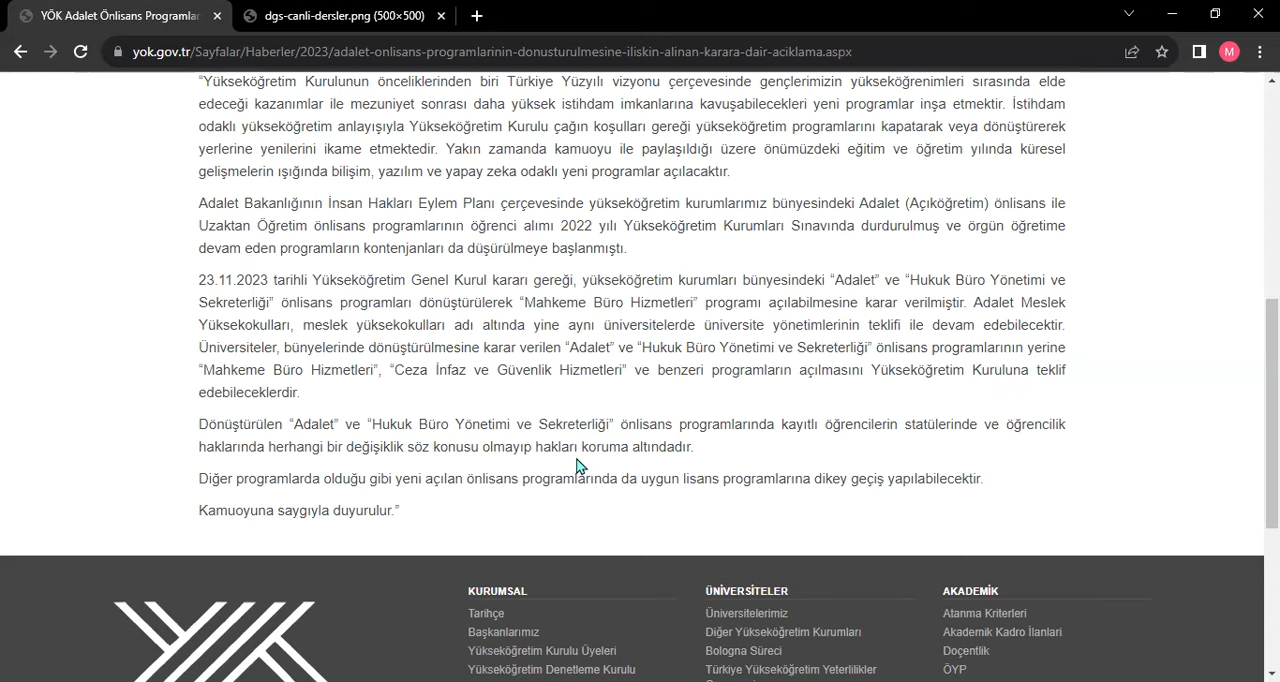 YÖK Adalet Önlisans Programlar
dgs-canli-dersler.png (500×500)
yok.gov.tr/Sayfalar/Haberler/2023/adalet-onlisans-programlarinin-donusturulmesine-iliskin-alinan-karara-dair-aciklama.aspx
M
“Yükseköğretim Kurulunun önceliklerinden biri Türkiye Yüzyılı vizyonu çerçevesinde gençlerimizin yükseköğrenimleri sırasında elde
edeceği kazanımlar ile mezuniyet sonrası daha yüksek istihdam imkanlarına kavuşabilecekleri yeni programlar inşa etmektir. İstihdam
odaklı yükseköğretim anlayışıyla Yükseköğretim Kurulu çağın koşulları gereği yükseköğretim programlarını kapatarak veya dönüştürerek
yerlerine yenilerini ikame etmektedir. Yakın zamanda kamuoyu ile paylaşıldığı üzere önümüzdeki eğitim ve öğretim yılında küresel
gelişmelerin ışığında bilişim, yazılım ve yapay zeka odaklı yeni programlar açılacaktır.
Adalet Bakanlığının İnsan Hakları Eylem Planı çerçevesinde yükseköğretim kurumlarımız bünyesindeki Adalet (Açıköğretim) önlisans ile
Uzaktan Öğretim önlisans programlarının öğrenci alımı 2022 yılı Yükseköğretim Kurumları Sınavında durdurulmuş ve örgün öğretime
devam eden programların kontenjanları da düşürülmeye başlanmıştı.
23.11.2023 tarihli Yükseköğretim Genel Kurul kararı gereği, yükseköğretim kurumları bünyesindeki “Adalet” ve “Hukuk Büro Yönetimi ve
Sekreterliği” önlisans programları dönüştürülerek “Mahkeme Büro Hizmetleri” programı açılabilmesine karar verilmiştir. Adalet Meslek
Yüksekokulları, meslek yüksekokulları adı altında yine aynı üniversitelerde üniversite yönetimlerinin teklifi ile devam edebilecektir.
Üniversiteler, bünyelerinde dönüştürülmesine karar verilen “Adalet” ve “Hukuk Büro Yönetimi ve Sekreterliği” önlisans programlarının yerine
“Mahkeme Büro Hizmetleri”, “Ceza İnfaz ve Güvenlik Hizmetleri” ve benzeri programların açılmasını Yükseköğretim Kuruluna teklif
edebileceklerdir.
Dönüştürülen “Adalet” ve “Hukuk Büro Yönetimi ve Sekreterliği” önlisans programlarında kayıtlı öğrencilerin statülerinde ve öğrencilik
haklarında herhangi bir değişiklik söz konusu olmayıp hakları koruma altındadır.
Diğer programlarda olduğu gibi yeni açılan önlisans programlarında da uygun lisans programlarına dikey geçiş yapılabilecektir.
Kamuoyuna saygıyla duyurulur.”
KURUMSAL
Tarihçe
Başkanlarımız
Yükseköğretim Kurulu Üyeleri
Yükseköğretim Denetleme Kurulu
ÜNİVERSİTELER
Üniversitelerimiz
Diğer Yükseköğretim Kurumları
Bologna Süreci
Türkiye Yükseköğretim Yeterlilikler
AKADEMİK
Atanma Kriterleri
Akademik Kadro İlanlari
Doçentlik
ÖYP